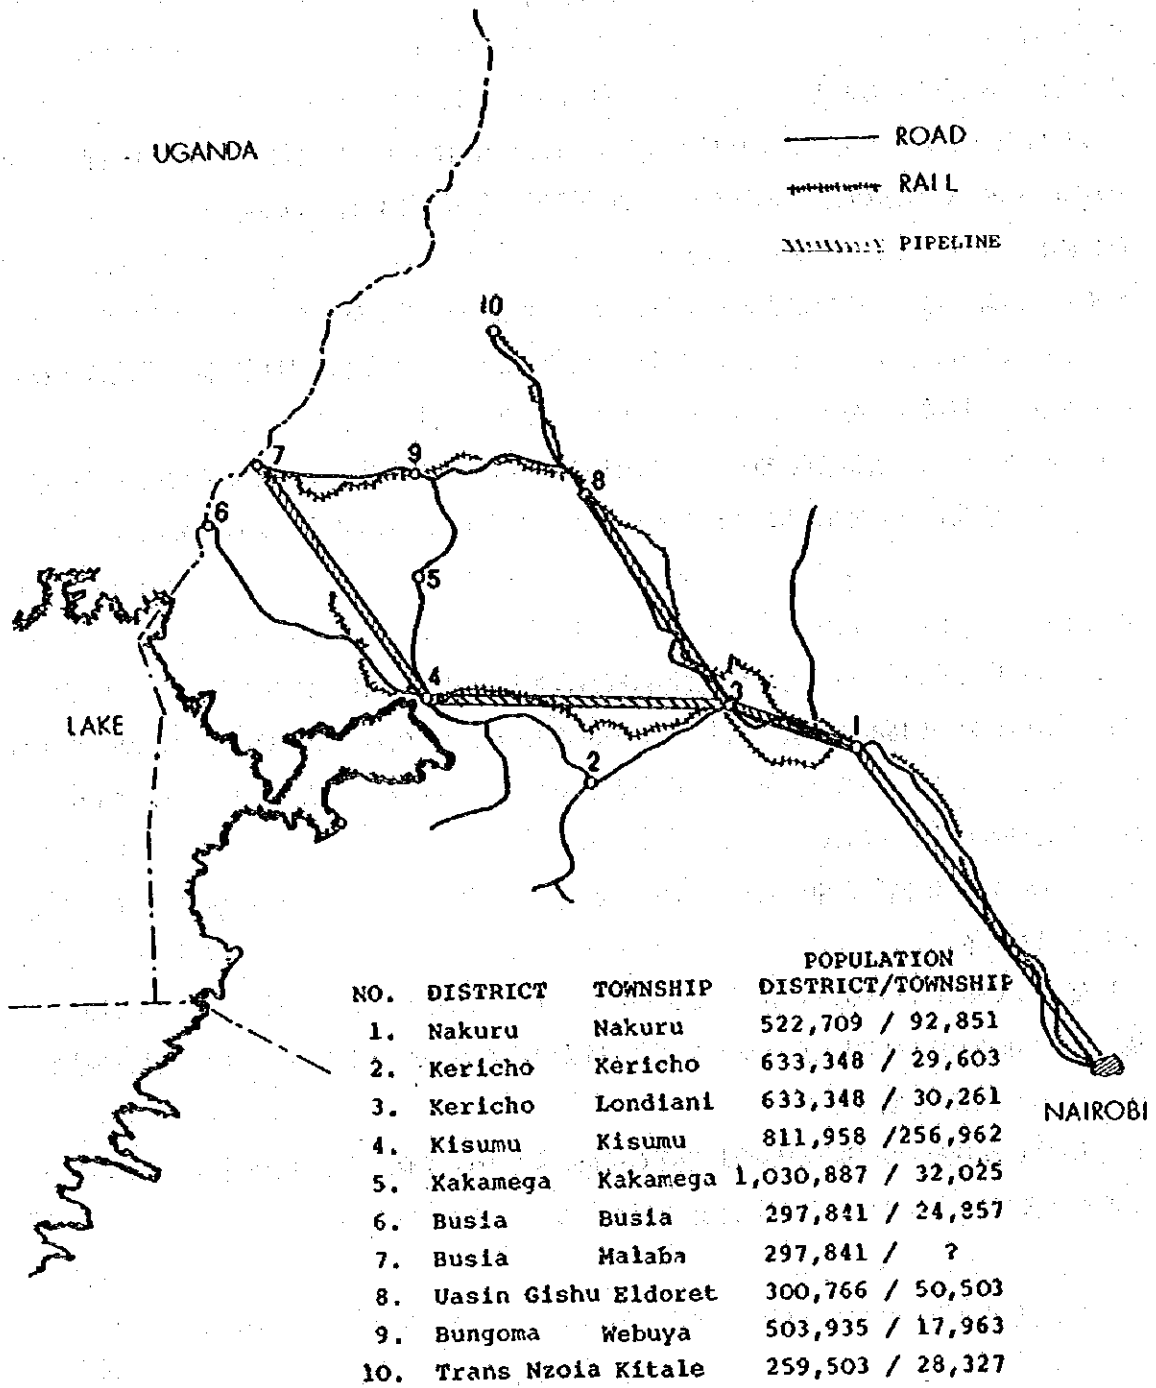 UGANDA
ROAD
RAIL
PIPELINE
10
7
9
8
6
5
4
3
1
2
LAKE
NAIROBI
POPULATION
NO. DISTRICT TOWNSHIP DISTRICT/TOWNSHIP
1. Nakuru Nakuru 522,709 / 92,851
2. Kericho Kericho 633,348 / 29,603
3. Kericho Londiani 633,348 / 30,261
4. Kisumu Kisumu 811,958 /256,962
5. Kakamega Kakamega 1,030,887 / 32,025
6. Busia Busia 297,841 / 24,857
7. Busia Malaba 297,841 / ?
8. Uasin Gishu Eldoret 300,766 / 50,503
9. Bungoma Webuya 503,935 / 17,963
10. Trans Nzoia Kitale 259,503 / 28,327